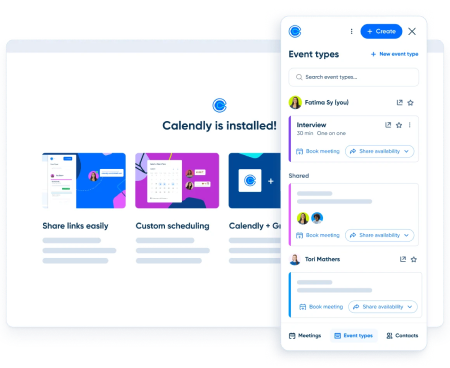 Calendly is installed!
Share links easily
Custom scheduling
Calendly + G
+ Create
Event types
+ New event type
Search event types...
Fatima Sy (you)
Interview
30 min One on one
Book meeting
Share availability
Shared
Book meeting
Share availability
Tori Mathers
Book meeting
Share availability
Meetings
Event types
Contacts